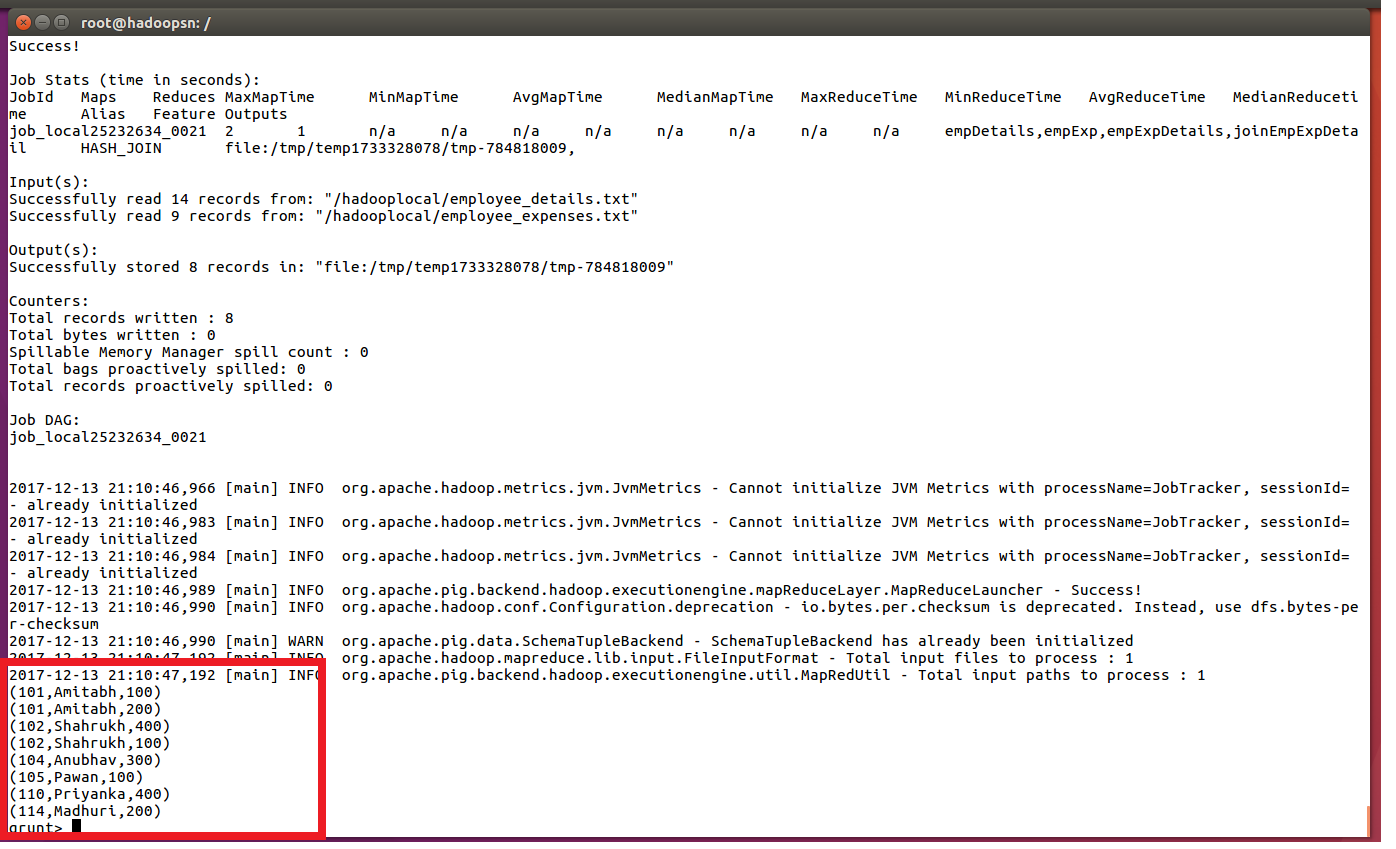 root@hadoopsn: /
Success!
Job Stats (time in seconds):
JobId Maps Reduces MaxMapTime MinMapTime AvgMapTime MedianMapTime MaxReduceTime MinReduceTime AvgReduceTime MedianReduceti
me Alias Feature Outputs
job_local25232634_0021 2 1 n/a n/a n/a n/a n/a n/a n/a n/a empDetails,empExp,empExpDetails,joinEmpExpDeta
il HASH_JOIN file:/tmp/temp1733328078/tmp-784818009,
Input(s):
Successfully read 14 records from: "/hadooplocal/employee_details.txt"
Successfully read 9 records from: "/hadooplocal/employee_expenses.txt"
Output(s):
Successfully stored 8 records in: "file:/tmp/temp1733328078/tmp-784818009"
Counters:
Total records written : 8
Total bytes written : 0
Spillable Memory Manager spill count : 0
Total bags proactively spilled: 0
Total records proactively spilled: 0
Job DAG:
job_local25232634_0021
2017-12-13 21:10:46,966 [main] INFO org.apache.hadoop.metrics.jvm.JvmMetrics - Cannot initialize JVM Metrics with processName=JobTracker, sessionId=
- already initialized
2017-12-13 21:10:46,983 [main] INFO org.apache.hadoop.metrics.jvm.JvmMetrics - Cannot initialize JVM Metrics with processName=JobTracker, sessionId=
- already initialized
2017-12-13 21:10:46,984 [main] INFO org.apache.hadoop.metrics.jvm.JvmMetrics - Cannot initialize JVM Metrics with processName=JobTracker, sessionId=
- already initialized
2017-12-13 21:10:46,989 [main] INFO org.apache.pig.backend.hadoop.executionengine.mapReduceLayer.MapReduceLauncher - Success!
2017-12-13 21:10:46,990 [main] INFO org.apache.hadoop.conf.Configuration.deprecation - io.bytes.per.checksum is deprecated. Instead, use dfs.bytes-pe
r-checksum
2017-12-13 21:10:46,990 [main] WARN org.apache.pig.data.SchemaTupleBackend - SchemaTupleBackend has already been initialized
2017-12-13 21:10:47,192 [main] INFO org.apache.hadoop.mapreduce.lib.input.FileInputFormat - Total input files to process : 1
2017-12-13 21:10:47,192 [main] INFO org.apache.pig.backend.hadoop.executionengine.util.MapRedUtil - Total input paths to process : 1
(101,Amitabh,100)
(101,Amitabh,200)
(102,Shahrukh,400)
(102,Shahrukh,100)
(104,Anubhav,300)
(105,Pawan,100)
(110,Priyanka,400)
(114,Madhuri,200)
grunt>